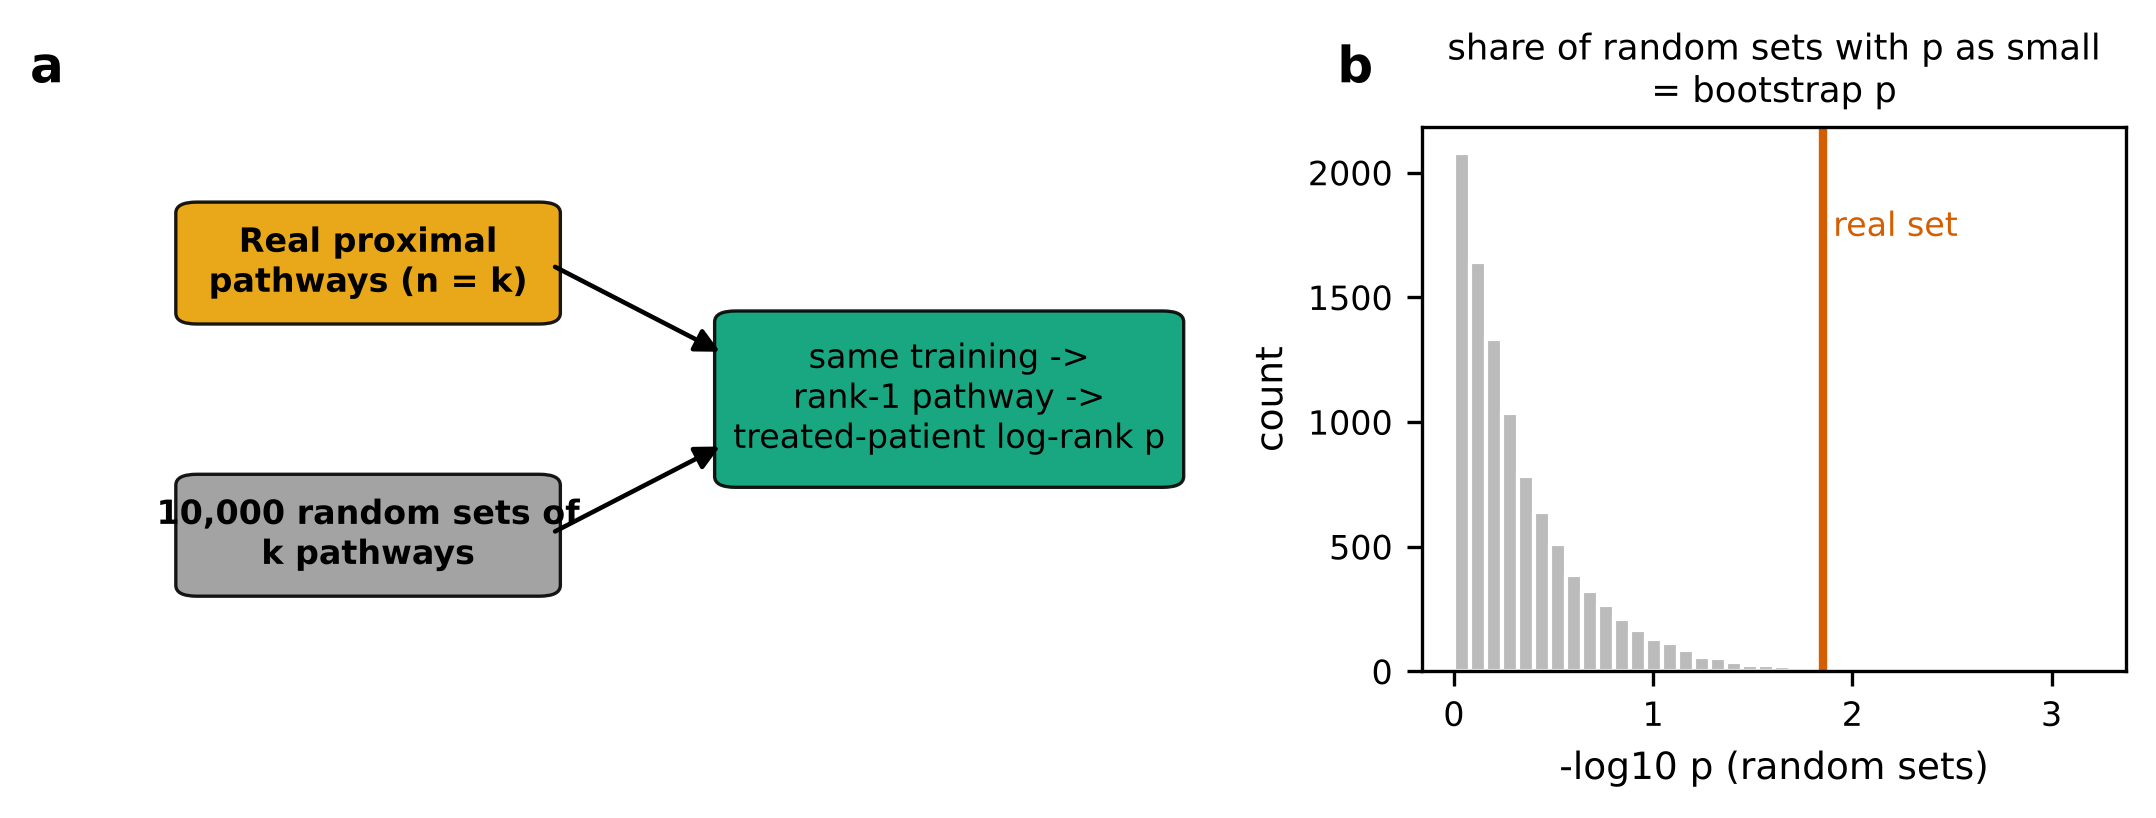 a
Real proximal
pathways (n = k)
10,000 random sets of
k pathways
same training ->
rank-1 pathway ->
treated-patient log-rank p
b
share of random sets with p as small
= bootstrap p
real set
count
2000
1500
1000
500
0
0 1 2 3
-log10 p (random sets)